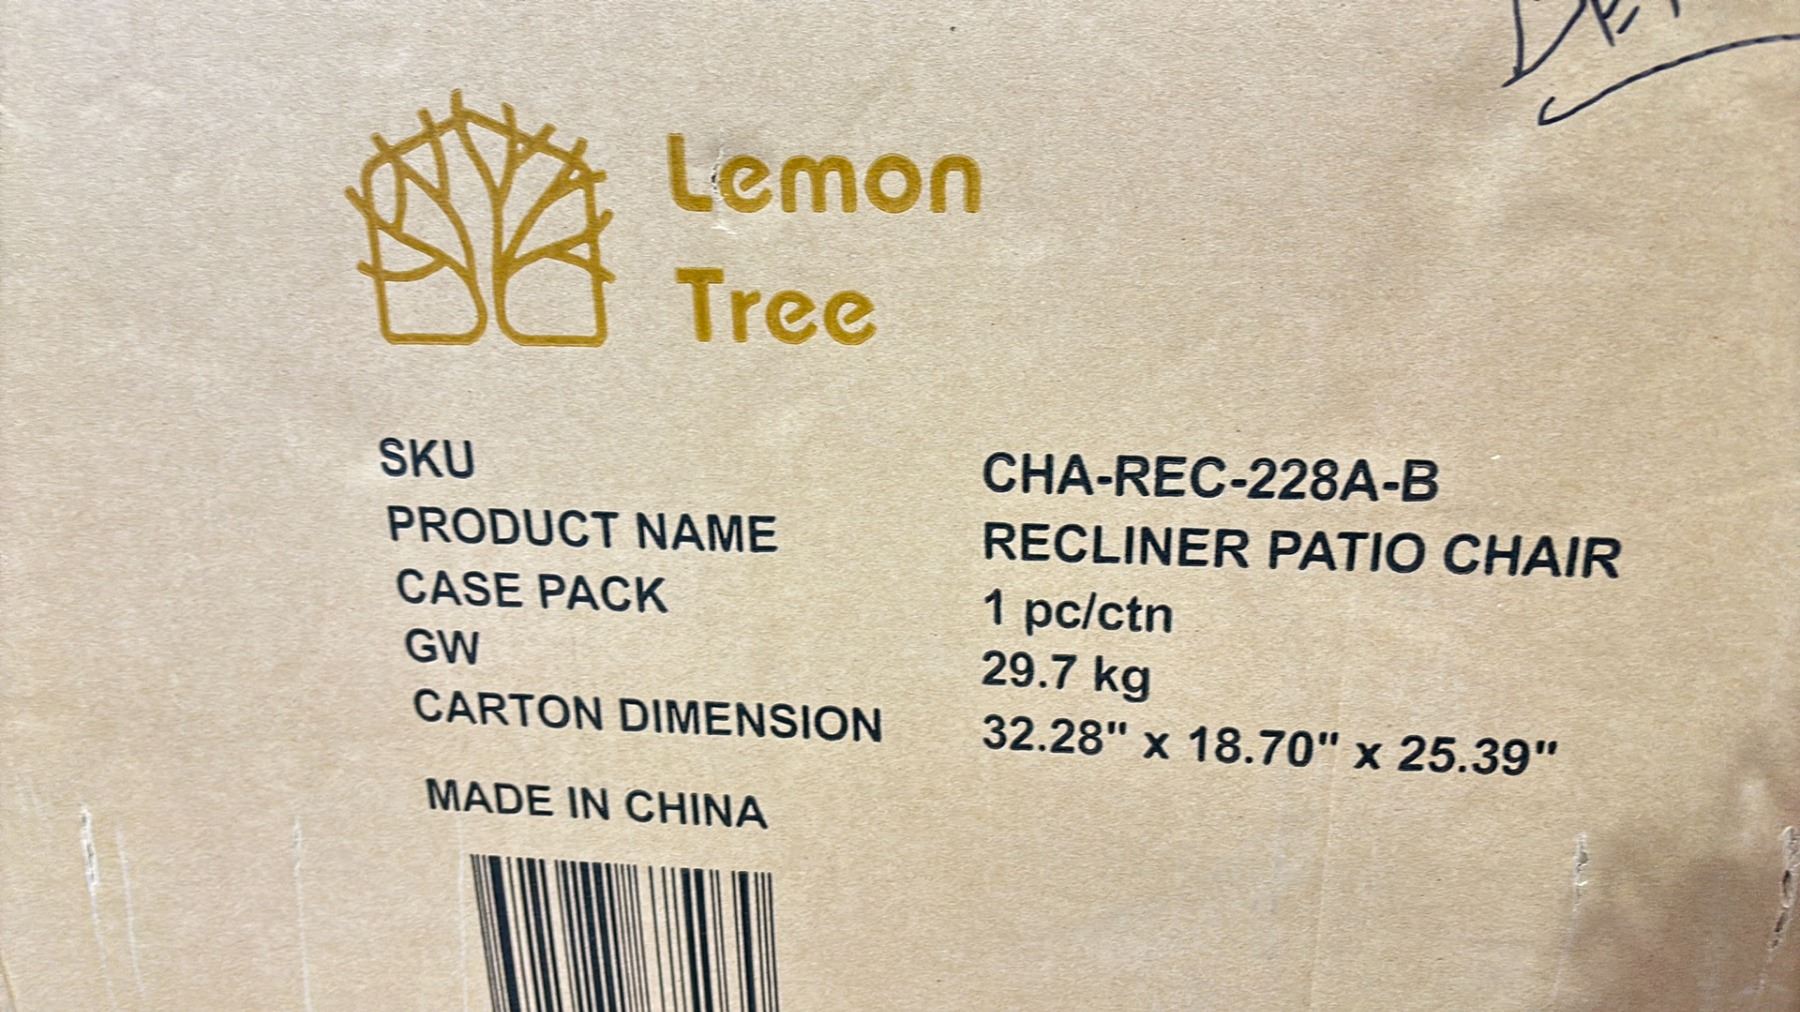 Lemon
Tree
SKU CHA-REC-228A-B
PRODUCT NAME RECLINER PATIO CHAIR
CASE PACK 1 pc/ctn
GW 29.7 kg
CARTON DIMENSION 32.28" x 18.70" x 25.39"
MADE IN CHINA